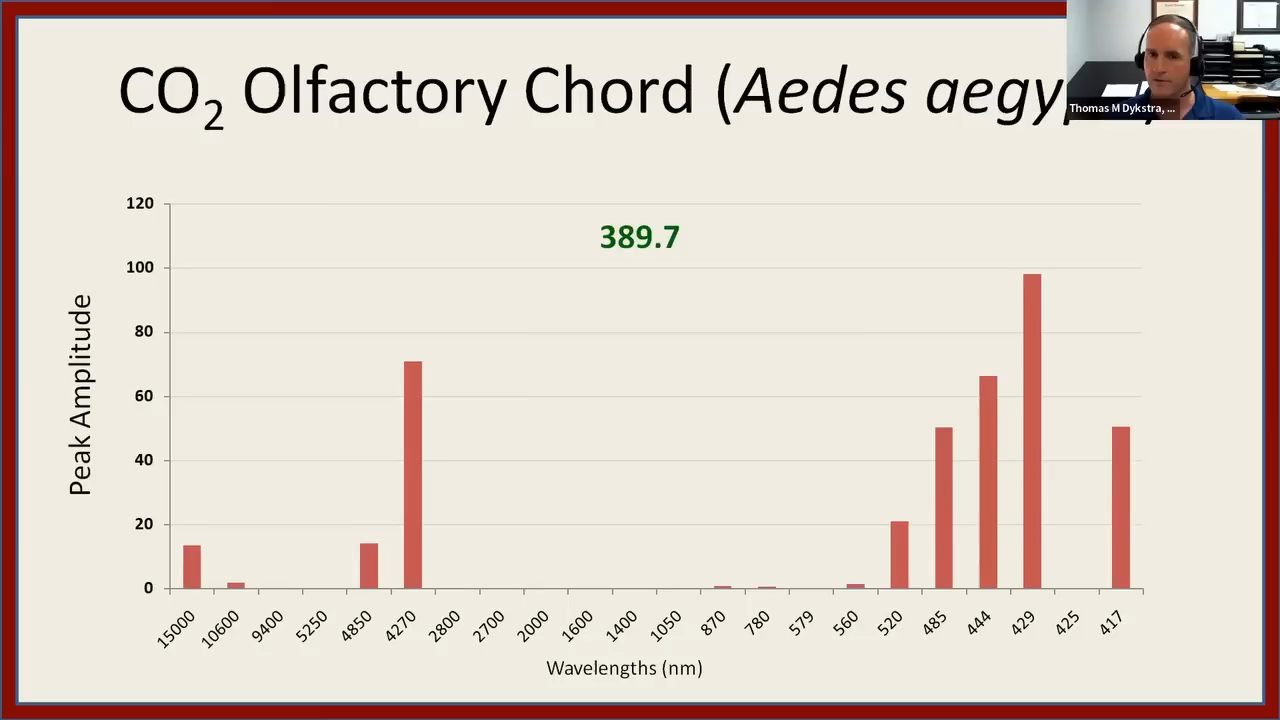 CO2 Olfactory Chord (Aedes
Thomas M Dykstra, ...
389.7
Peak Amplitude
120
100
80
60
40
20
0
15000 10600 9400 5250 4850 4270 2800 2700 2000 1600 1400 1050 870 780 579 560 520 485 444 429 425 417
Wavelengths (nm)